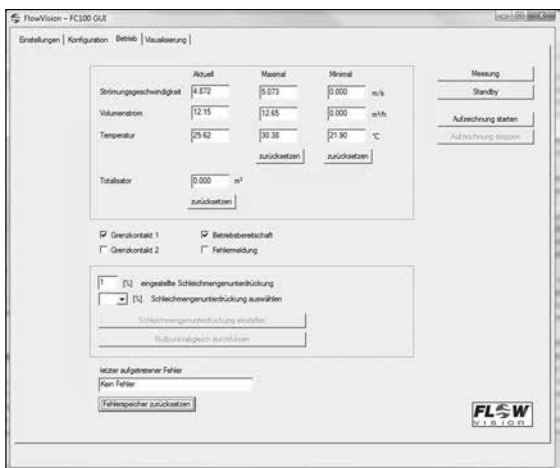 FlowVision – FC100 GUI
Einstellungen Konfiguration Betrieb Visualisierung
Aktuell Maximal Minimal
Strömungsgeschwindigkeit 4.872 5.073 0.000 m/s
Volumenstrom 12.15 12.65 0.000 m³/h
Temperatur 25.62 30.38 21.90 °C
zurücksetzen zurücksetzen
Totalisator 0.000 m³
zurücksetzen
Messung
Standby
Aufzeichnung starten
Aufzeichnung stoppen
Grenzkontakt 1 Betriebsbereitschaft
Grenzkontakt 2 Fehlermeldung
1 [%] eingestellte Schleichmengenunterdrückung
[%] Schleichmengenunterdrückung auswählen
Schleichmengenunterdrückung einstellen
Nullpunktabgleich durchführen
letzter aufgetretener Fehler
Kein Fehler
Fehlerspeicher zurücksetzen
FLOW
VISION